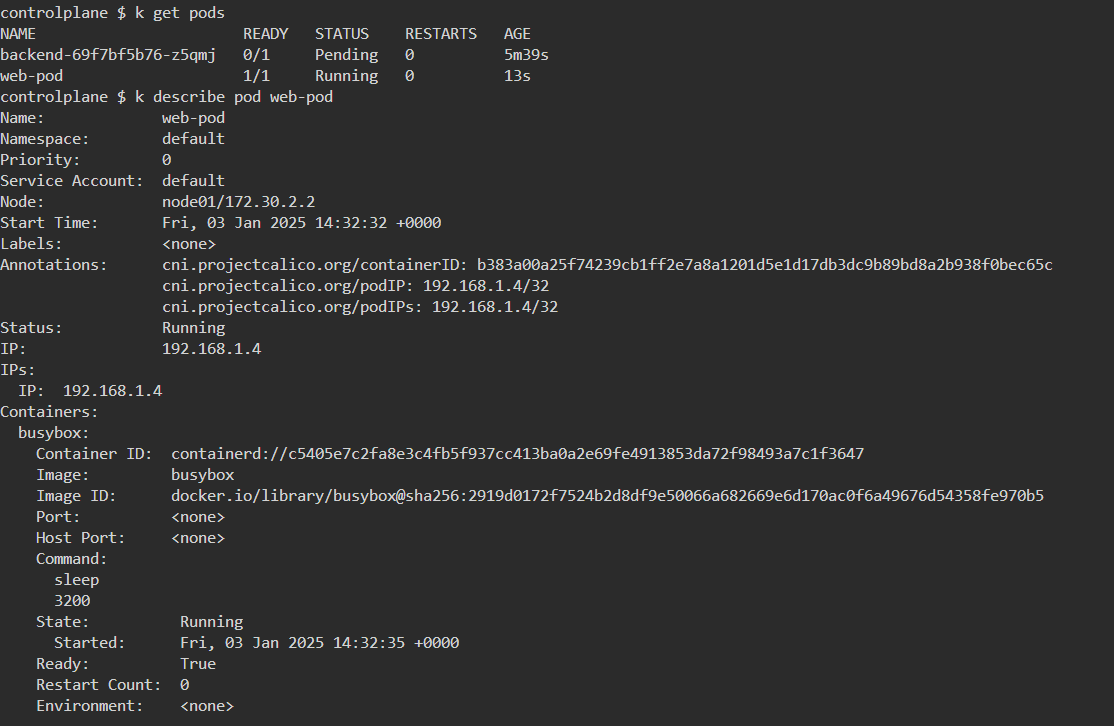 controlplane $ k get pods
NAME                       READY   STATUS    RESTARTS   AGE
backend-69f7bf5b76-z5qmj   0/1     Pending   0          5m39s
web-pod                    1/1     Running   0          13s
controlplane $ k describe pod web-pod
Name:             web-pod
Namespace:        default
Priority:         0
Service Account:  default
Node:             node01/172.30.2.2
Start Time:       Fri, 03 Jan 2025 14:32:32 +0000
Labels:           <none>
Annotations:      cni.projectcalico.org/containerID: b383a00a25f74239cb1ff2e7a8a1201d5e1d17db3dc9b89bd8a2b938f0bec65c
                  cni.projectcalico.org/podIP: 192.168.1.4/32
                  cni.projectcalico.org/podIPs: 192.168.1.4/32
Status:           Running
IP:               192.168.1.4
IPs:
  IP:  192.168.1.4
Containers:
  busybox:
    Container ID:  containerd://c5405e7c2fa8e3c4fb5f937cc413ba0a2e69fe4913853da72f98493a7c1f3647
    Image:         busybox
    Image ID:      docker.io/library/busybox@sha256:2919d0172f7524b2d8df9e50066a682669e6d170ac0f6a49676d54358fe970b5
    Port:          <none>
    Host Port:     <none>
    Command:
      sleep
      3200
    State:          Running
      Started:      Fri, 03 Jan 2025 14:32:35 +0000
    Ready:          True
    Restart Count:  0
    Environment:    <none>